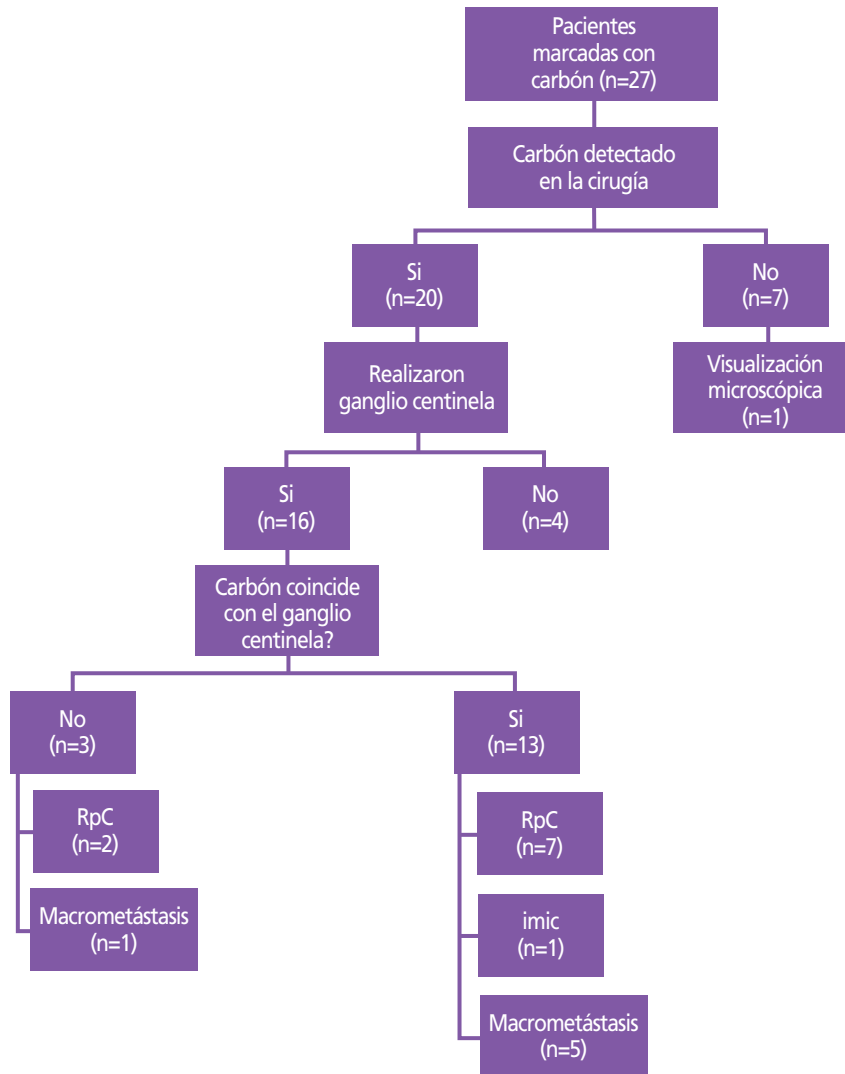 Pacientes
marcadas con
carbón (n=27)
Carbón detectado
en la cirugía
Si
(n=20)
No
(n=7)
Realizaron
ganglio centinela
Visualización
microscópica
(n=1)
Si
(n=16)
No
(n=4)
Carbón coincide
con el ganglio
centinela?
No
(n=3)
Si
(n=13)
RpC
(n=2)
Macrometástasis
(n=1)
RpC
(n=7)
imic
(n=1)
Macrometástasis
(n=5)